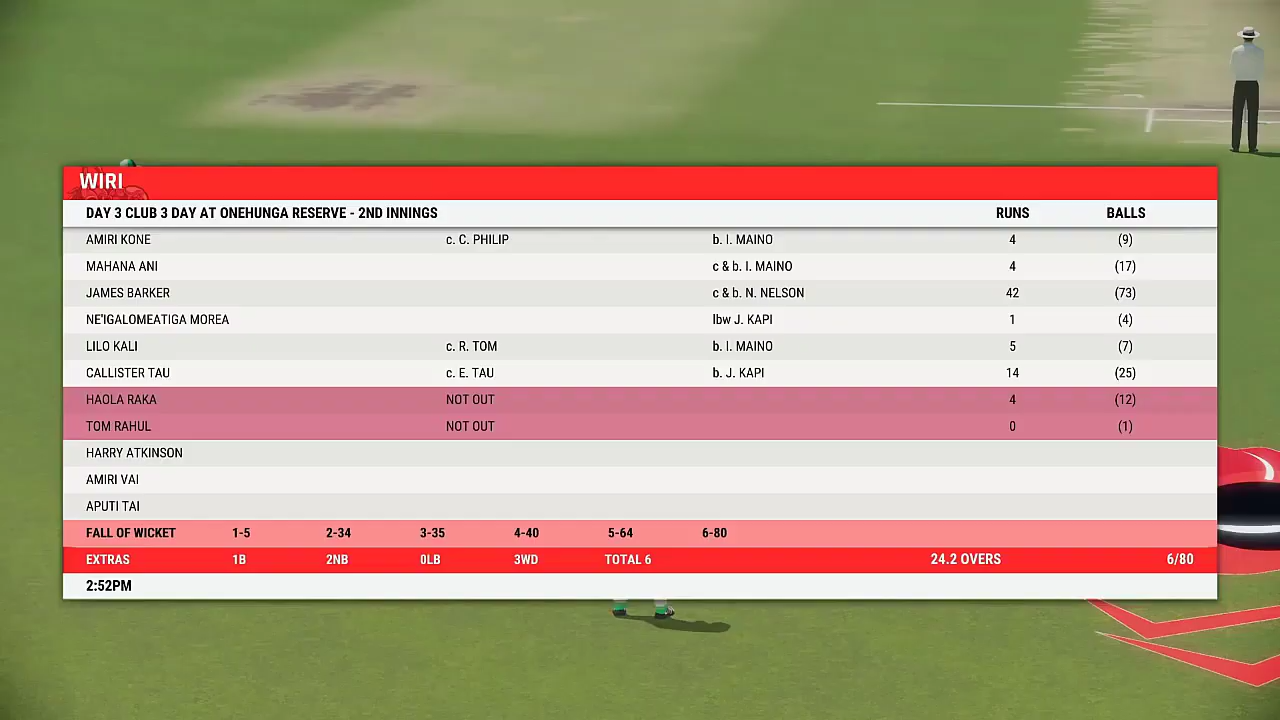 WIRI
DAY 3 CLUB 3 DAY AT ONEHUNGA RESERVE - 2ND INNINGS RUNS BALLS
AMIRI KONE c. C. PHILIP b. I. MAINO 4 (9)
MAHANA ANI c & b. I. MAINO 4 (17)
JAMES BARKER c & b. N. NELSON 42 (73)
NE'IGALOMEATIGA MOREA lbw J. KAPI 1 (4)
LILO KALI c. R. TOM b. I. MAINO 5 (7)
CALLISTER TAU c. E. TAU b. J. KAPI 14 (25)
HAOLA RAKA NOT OUT 4 (12)
TOM RAHUL NOT OUT 0 (1)
HARRY ATKINSON
AMIRI VAI
APUTI TAI
FALL OF WICKET 1-5 2-34 3-35 4-40 5-64 6-80
EXTRAS 1B 2NB 0LB 3WD TOTAL 6 24.2 OVERS 6/80
2:52PM